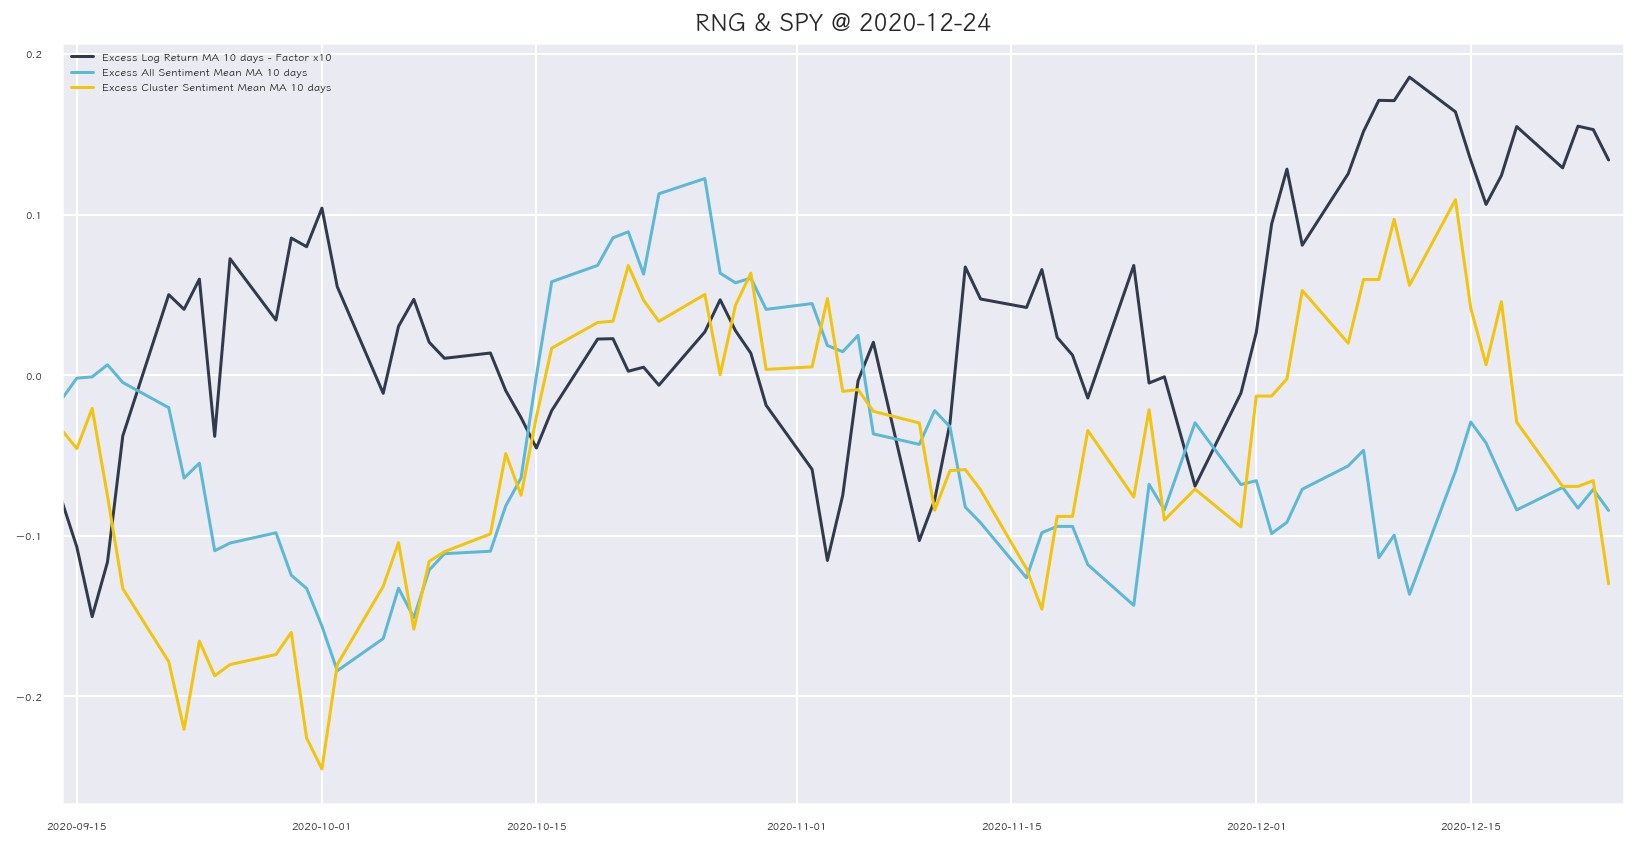 RNG & SPY @ 2020-12-24
Excess Log Return MA 10 days - Factor x10
Excess All Sentiment Mean MA 10 days
Excess Cluster Sentiment Mean MA 10 days
0.2
0.1
0.0
−0.1
−0.2
2020-09-15 2020-10-01 2020-10-15 2020-11-01 2020-11-15 2020-12-01 2020-12-15